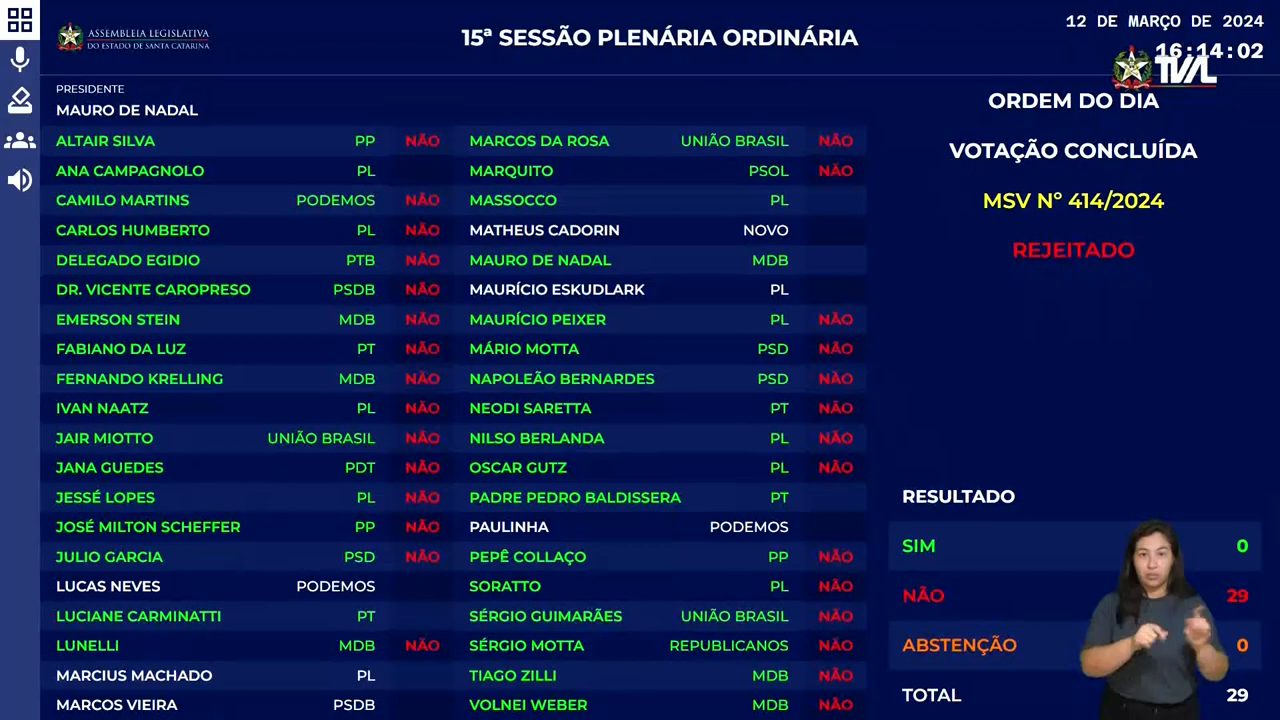 ASSEMBLEIA LEGISLATIVA
DO ESTADO DE SANTA CATARINA
15ª SESSÃO PLENÁRIA ORDINÁRIA
12 DE MARÇO DE 2024
16:14:02
TVAL
PRESIDENTE
MAURO DE NADAL
ALTAIR SILVA PP NÃO
ANA CAMPAGNOLO PL
CAMILO MARTINS PODEMOS NÃO
CARLOS HUMBERTO PL NÃO
DELEGADO EGIDIO PTB NÃO
DR. VICENTE CAROPRESO PSDB NÃO
EMERSON STEIN MDB NÃO
FABIANO DA LUZ PT NÃO
FERNANDO KRELLING MDB NÃO
IVAN NAATZ PL NÃO
JAIR MIOTTO UNIÃO BRASIL NÃO
JANA GUEDES PDT NÃO
JESSÉ LOPES PL NÃO
JOSÉ MILTON SCHEFFER PP NÃO
JULIO GARCIA PSD NÃO
LUCAS NEVES PODEMOS
LUCIANE CARMINATTI PT
LUNELLI MDB NÃO
MARCIUS MACHADO PL
MARCOS VIEIRA PSDB
MARCOS DA ROSA UNIÃO BRASIL NÃO
MARQUITO PSOL NÃO
MASSOCCO PL
MATHEUS CADORIN NOVO
MAURO DE NADAL MDB
MAURÍCIO ESKUDLARK PL
MAURÍCIO PEIXER PL NÃO
MÁRIO MOTTA PSD NÃO
NAPOLEÃO BERNARDES PSD NÃO
NEODI SARETTA PT NÃO
NILSO BERLANDA PL NÃO
OSCAR GUTZ PL NÃO
PADRE PEDRO BALDISSERA PT
PAULINHA PODEMOS
PEPÊ COLLAÇO PP NÃO
SORATTO PL NÃO
SÉRGIO GUIMARÃES UNIÃO BRASIL NÃO
SÉRGIO MOTTA REPUBLICANOS NÃO
TIAGO ZILLI MDB NÃO
VOLNEI WEBER MDB NÃO
ORDEM DO DIA
VOTAÇÃO CONCLUÍDA
MSV Nº 414/2024
REJEITADO
RESULTADO
SIM 0
NÃO 29
ABSTENÇÃO 0
TOTAL 29